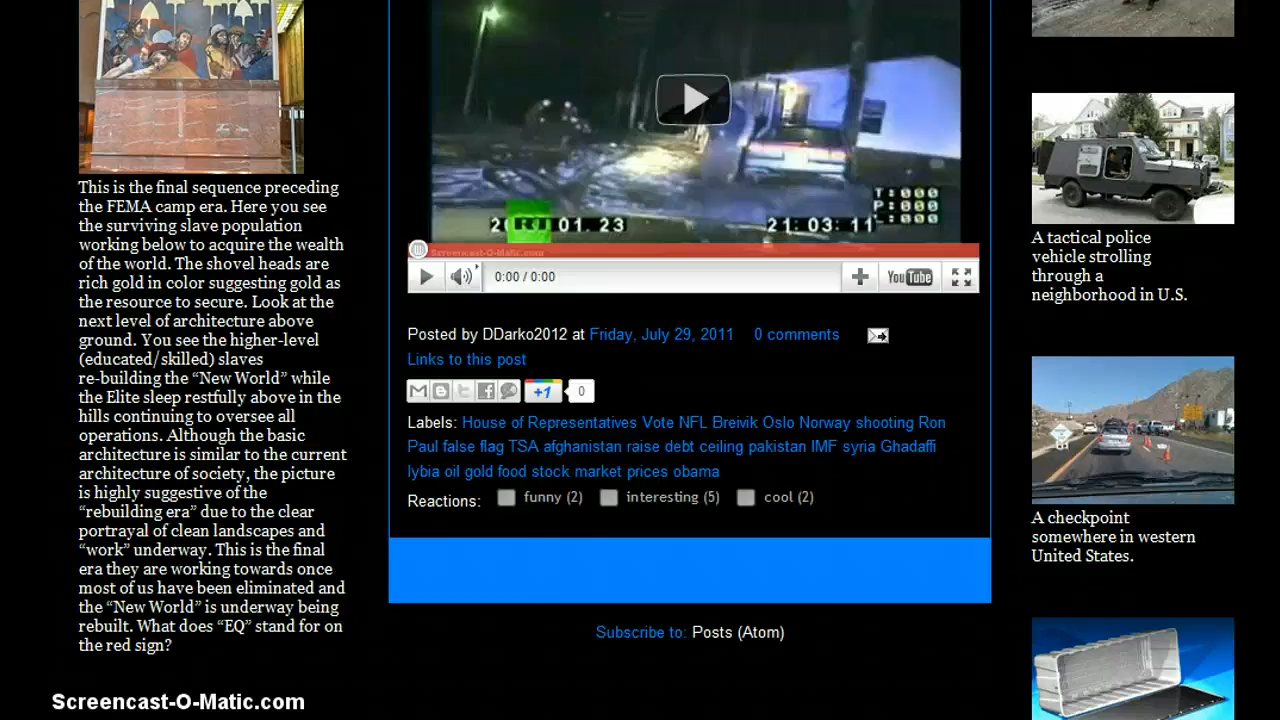 This is the final sequence preceding
the FEMA camp era. Here you see
the surviving slave population
working below to acquire the wealth
of the world. The shovel heads are
rich gold in color suggesting gold as
the resource to secure. Look at the
next level of architecture above
ground. You see the higher-level
(educated/skilled) slaves
re-building the “New World” while
the Elite sleep restfully above in the
hills continuing to oversee all
operations. Although the basic
architecture is similar to the current
architecture of society, the picture
is highly suggestive of the
“rebuilding era” due to the clear
portrayal of clean landscapes and
“work” underway. This is the final
era they are working towards once
most of us have been eliminated and
the “New World” is underway being
rebuilt. What does “EQ” stand for on
the red sign?
Screencast-O-Matic.com
T:000
P:000
L:000
RT 01. 23
21:03:11
Screencast-O-Matic.com
0:00 / 0:00
YouTube
Posted by DDarko2012 at Friday, July 29, 2011 0 comments
Links to this post
+1 0
Labels: House of Representatives Vote NFL Breivik Oslo Norway shooting Ron
Paul false flag TSA afghanistan raise debt ceiling pakistan IMF syria Ghadaffi
lybia oil gold food stock market prices obama
Reactions: funny (2) interesting (5) cool (2)
Subscribe to: Posts (Atom)
A tactical police
vehicle strolling
through a
neighborhood in U.S.
A checkpoint
somewhere in western
United States.